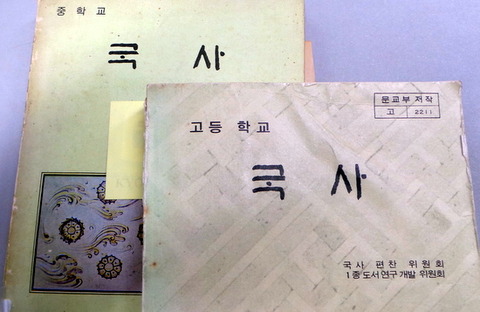 중학교
국사
문교부 저작
고 2211
고등 학교
국사
국사 편찬 위원회
1종도서연구개발 위원회